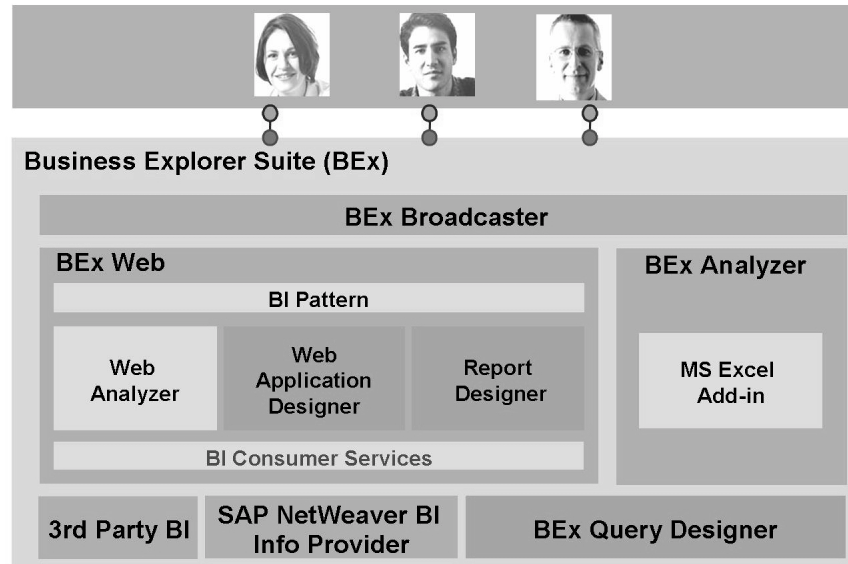 Business Explorer Suite (BEx)
BEx Broadcaster
BEx Web
BI Pattern
Web
Analyzer
Web
Application
Designer
Report
Designer
BI Consumer Services
BEx Analyzer
MS Excel
Add-in
3rd Party BI
SAP NetWeaver BI
Info Provider
BEx Query Designer